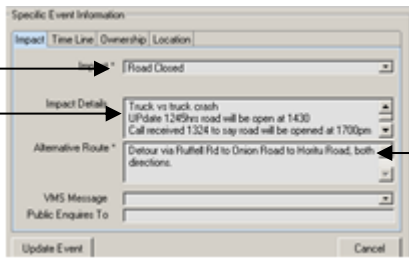 Specific Event Information
Impact Time Line Ownership Location
Impact * Road Closed
Impact Details Truck vs truck crash
UPdate 1245hrs road will be open at 1430
Call received 1324 to say road will be opened at 1700pm
Alternative Route * Detour via Ruffell Rd to Onion Road to Horitu Road, both
directions.
VMS Message
Public Enquires To
Update Event Cancel